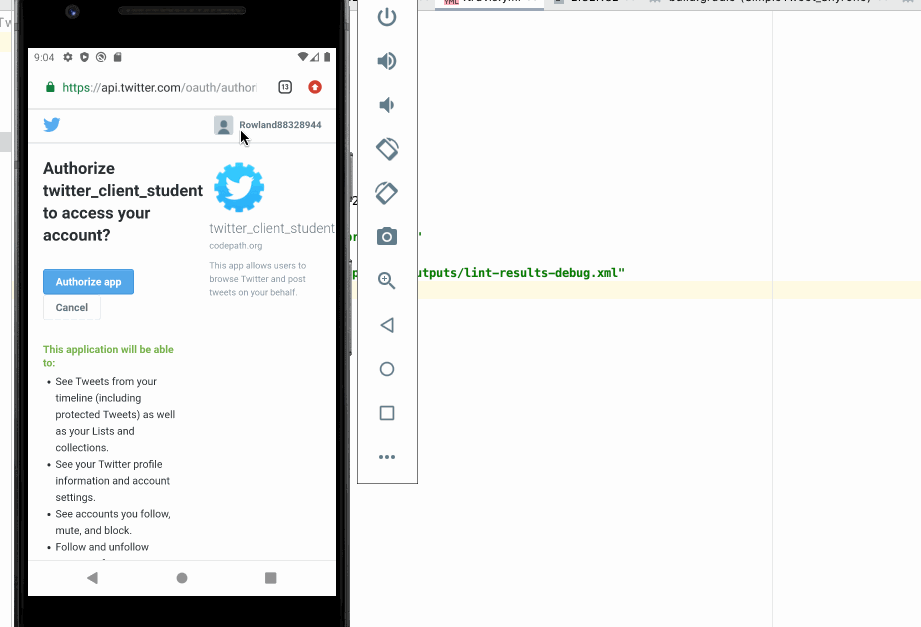 9:04
https://api.twitter.com/oauth/author
13
Rowland88328944
Authorize
twitter_client_student
to access your
account?
twitter_client_student
codepath.org
This app allows users to
browse Twitter and post
tweets on your behalf.
Authorize app
Cancel
This application will be able
to:
• See Tweets from your
timeline (including
protected Tweets) as well
as your Lists and
collections.
• See your Twitter profile
information and account
settings.
• See accounts you follow,
mute, and block.
• Follow and unfollow
utputs/lint-results-debug.xml"